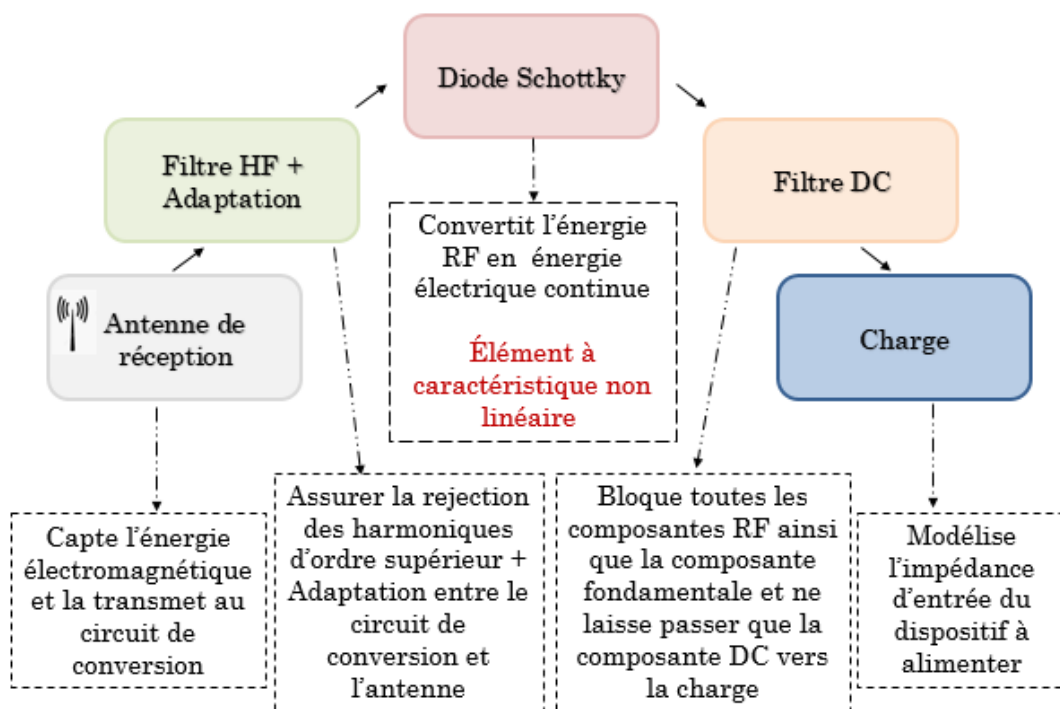 Diode Schottky
Filtre HF +
Adaptation
Filtre DC
Antenne de
réception
Charge
Convertit l'énergie
RF en énergie
électrique continue
Élément à
caractéristique non
linéaire
Capte l'énergie
électromagnétique
et la transmet au
circuit de
conversion
Assurer la rejection
des harmoniques
d'ordre supérieur +
Adaptation entre le
circuit de
conversion et
l'antenne
Bloque toutes les
composantes RF ainsi
que la composante
fondamentale et ne
laisse passer que la
composante DC vers
la charge
Modélise
l'impédance
d'entrée du
dispositif à
alimenter